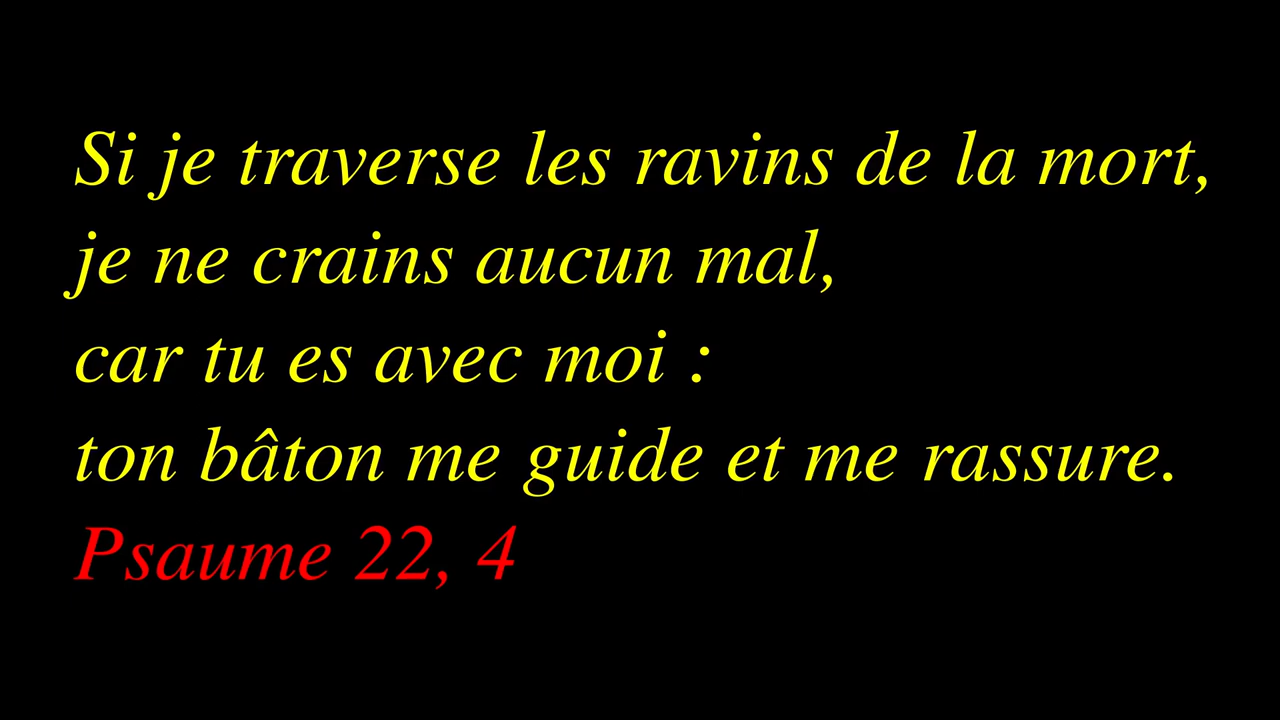 Si je traverse les ravins de la mort,
je ne crains aucun mal,
car tu es avec moi :
ton bâton me guide et me rassure.
Psaume 22, 4